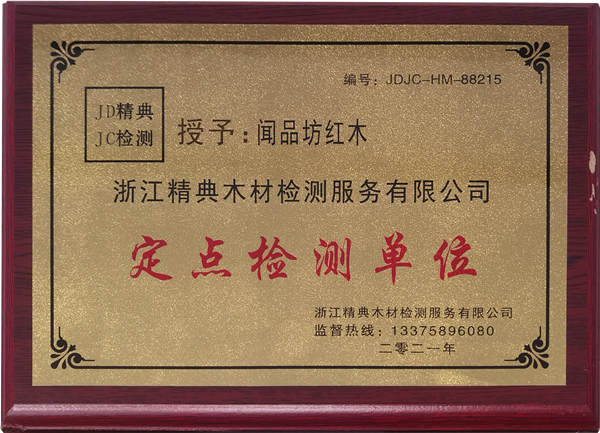 编号：JDJC-HM-88215
JD精典
JC检测
授予：闻品坊红木
浙江精典木材检测服务有限公司
定点检测单位
浙江精典木材检测服务有限公司
监督热线：13375896080
二零二一年